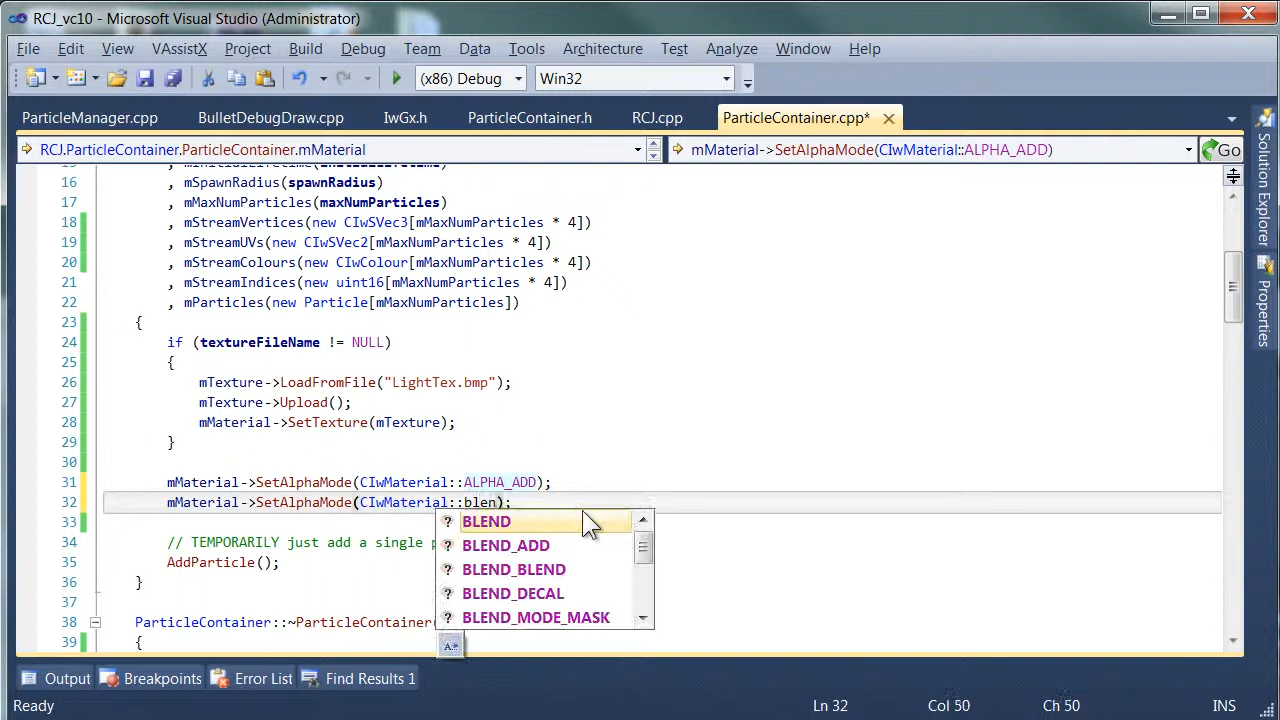 RCJ_vc10 - Microsoft Visual Studio (Administrator)
File Edit View VAssistX Project Build Debug Team Data Tools Architecture Test Analyze Window Help
(x86) Debug Win32
ParticleManager.cpp BulletDebugDraw.cpp IwGx.h ParticleContainer.h RCJ.cpp ParticleContainer.cpp*
RCJ.ParticleContainer.ParticleContainer.mMaterial mMaterial->SetAlphaMode(CIwMaterial::ALPHA_ADD) Go
16 , mSpawnRadius(spawnRadius)
17 , mMaxNumParticles(maxNumParticles)
18 , mStreamVertices(new CIwSVec3[mMaxNumParticles * 4])
19 , mStreamUVs(new CIwSVec2[mMaxNumParticles * 4])
20 , mStreamColours(new CIwColour[mMaxNumParticles * 4])
21 , mStreamIndices(new uint16[mMaxNumParticles * 4])
22 , mParticles(new Particle[mMaxNumParticles])
23 {
24 if (textureFileName != NULL)
25 {
26 mTexture->LoadFromFile("LightTex.bmp");
27 mTexture->Upload();
28 mMaterial->SetTexture(mTexture);
29 }
30
31 mMaterial->SetAlphaMode(CIwMaterial::ALPHA_ADD);
32 mMaterial->SetAlphaMode(CIwMaterial::blen);
33
34 // TEMPORARILY just add a single
35 AddParticle();
36 }
37
38 ParticleContainer::~ParticleContainer(
39 {
BLEND
BLEND_ADD
BLEND_BLEND
BLEND_DECAL
BLEND_MODE_MASK
Solution Explorer
Properties
Output Breakpoints Error List Find Results 1
Ready Ln 32 Col 50 Ch 50 INS